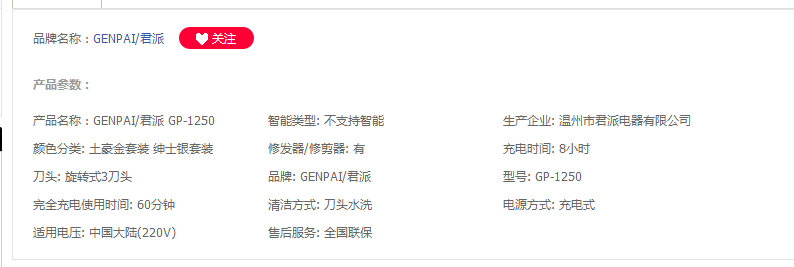 品牌名称：GENPAI/君派 关注
产品参数：
产品名称：GENPAI/君派 GP-1250 智能类型: 不支持智能 生产企业: 温州市君派电器有限公司
颜色分类: 土豪金套装 绅士银套装 修发器/修剪器: 有 充电时间: 8小时
刀头: 旋转式3刀头 品牌: GENPAI/君派 型号: GP-1250
完全充电使用时间: 60分钟 清洁方式: 刀头水洗 电源方式: 充电式
适用电压: 中国大陆(220V) 售后服务: 全国联保